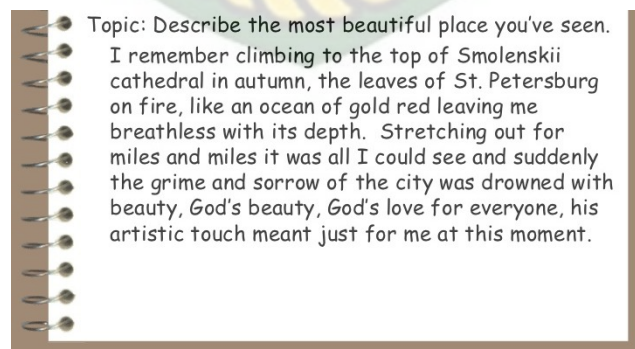 Topic: Describe the most beautiful place you've seen.
I remember climbing to the top of Smolenskii
cathedral in autumn, the leaves of St. Petersburg
on fire, like an ocean of gold red leaving me
breathless with its depth.  Stretching out for
miles and miles it was all I could see and suddenly
the grime and sorrow of the city was drowned with
beauty, God's beauty, God's love for everyone, his
artistic touch meant just for me at this moment.